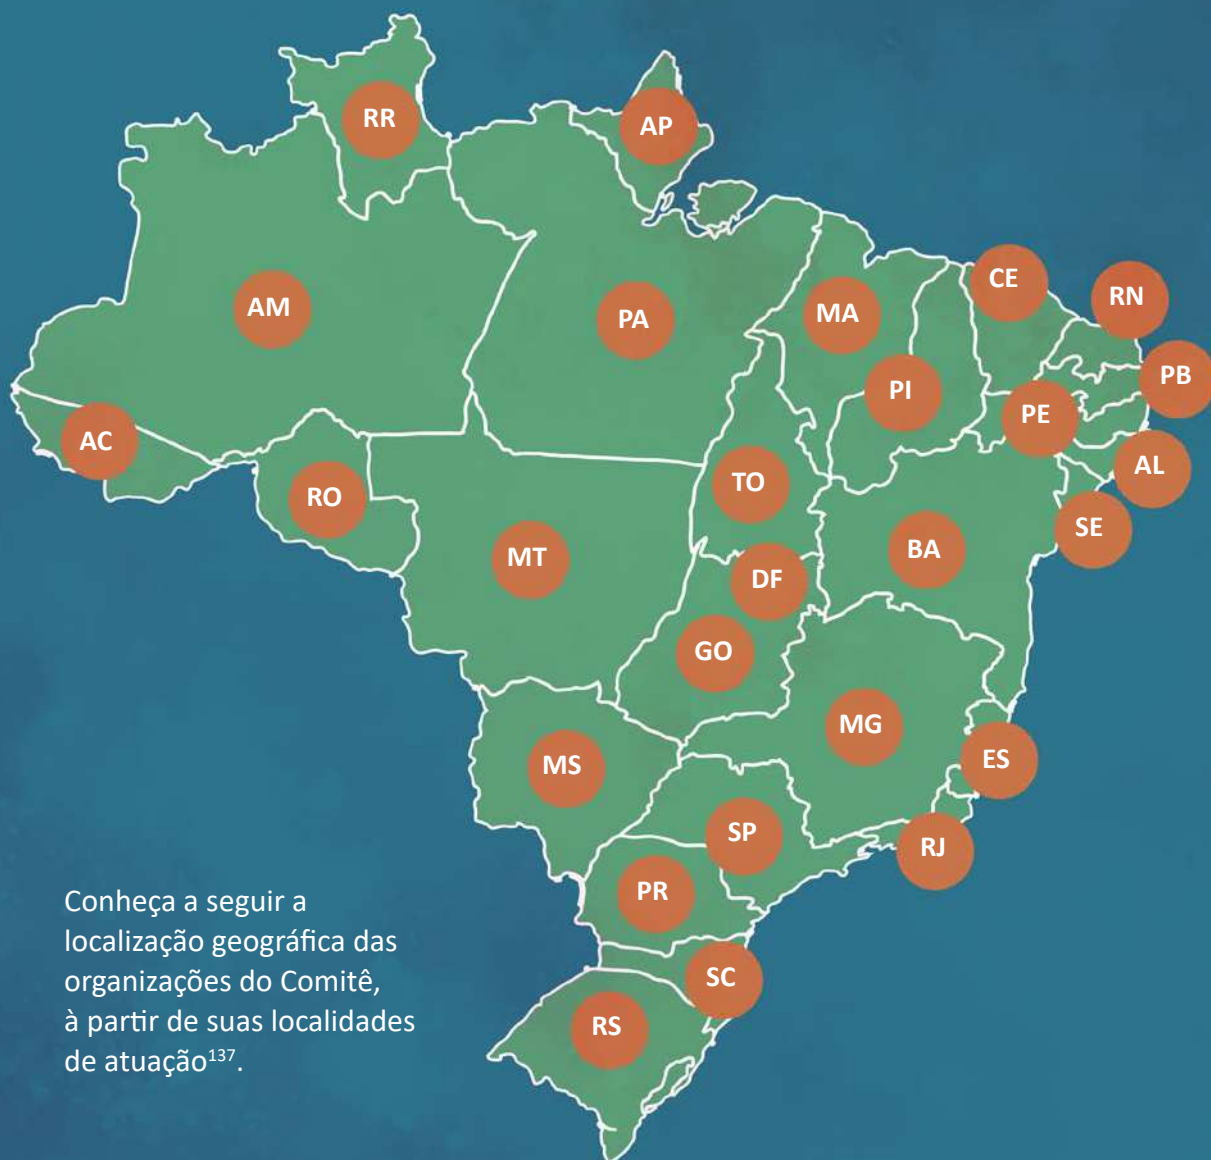 RR
AP
CE
RN
AM
PA
MA
PB
PI
PE
AC
AL
TO
RO
SE
BA
MT
DF
GO
MG
ES
MS
SP
RJ
PR
SC
RS
Conheça a seguir a
localização geográfica das
organizações do Comitê,
à partir de suas localidades
de atuação¹³⁷.